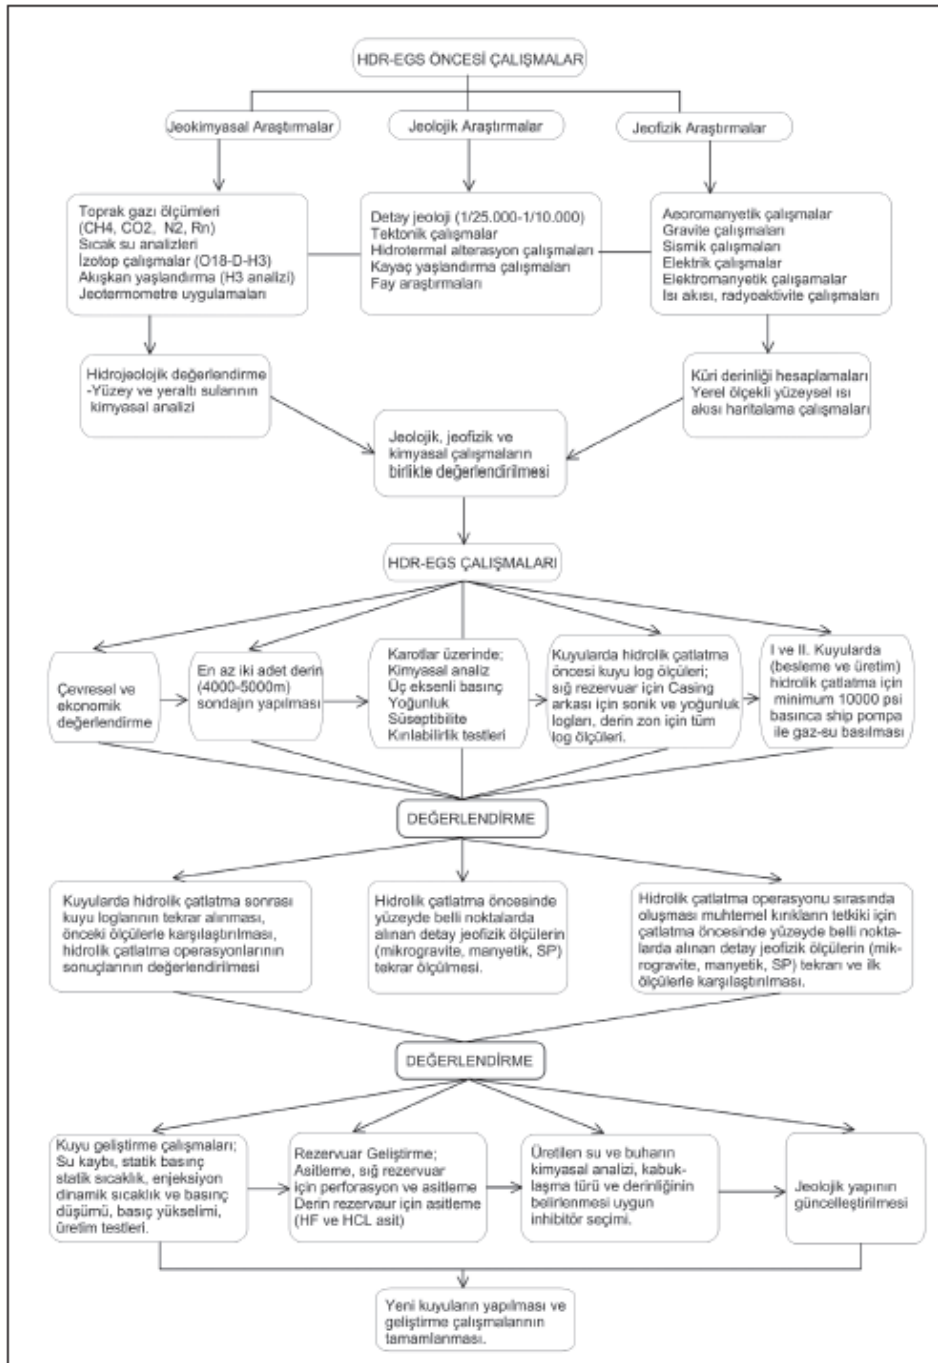 HDR-EGS ÖNCESİ ÇALIŞMALAR
Jeokimyasal Araştırmalar
Jeolojik Araştırmalar
Jeofizik Araştırmalar
Toprak gazı ölçümleri
(CH4, CO2, N2, Rn)
Sıcak su analizleri
İzotop çalışmalar (O18-D-H3)
Akışkan yaşlandırma (H3 analizi)
Jeotermometre uygulamaları
Detay jeoloji (1/25.000-1/10.000)
Tektonik çalışmalar
Hidrotermal alterasyon çalışmaları
Kayaç yaşlandırma çalışmaları
Fay araştırmaları
Aeoromanyetik çalışmalar
Gravite çalışmaları
Sismik çalışmaları
Elektrik çalışmalar
Elektromanyetik çalışamalar
Isı akısı, radyoaktivite çalışmaları
Hidrojeolojik değerlendirme
-Yüzey ve yeraltı sularının
kimyasal analizi
Küri derinliği hesaplamaları
Yerel ölçekli yüzeysel ısı
akısı haritalama çalışmaları
Jeolojik, jeofizik ve
kimyasal çalışmaların
birlikte değerlendirilmesi
HDR-EGS ÇALIŞMALARI
Çevresel ve
ekonomik
değerlendirme
En az iki adet derin
(4000-5000m)
sondajın yapılması
Karotlar üzerinde;
Kimyasal analiz
Üç eksenli basınç
Yoğunluk
Süseptibilite
Kırılabilirlik testleri
Kuyularda hidrolik çatlatma
öncesi kuyu log ölçüleri;
sığ rezervuar için Casing
arkası için sonik ve yoğunluk
logları, derin zon için tüm
log ölçüleri.
I ve II. Kuyularda
(besleme ve üretim)
hidrolik çatlatma için
minimum 10000 psi
basınca ship pompa
ile gaz-su basılması
DEĞERLENDİRME
Kuyularda hidrolik çatlatma sonrası
kuyu loglarının tekrar alınması,
önceki ölçülerle karşılaştırılması,
hidrolik çatlatma operasyonlarının
sonuçlarının değerlendirilmesi
Hidrolik çatlatma öncesinde
yüzeyde belli noktalarda
alınan detay jeofizik ölçülerin
(mikrogravite, manyetik, SP)
tekrar ölçülmesi.
Hidrolik çatlatma operasyonu sırasında
oluşması muhtemel kırıkların tetkiki için
çatlatma öncesinde yüzeyde belli nokta-
larda alınan detay jeofizik ölçülerin (mik-
rogravite, manyetik, SP) tekrarı ve ilk
ölçülerle karşılaştırılması.
DEĞERLENDİRME
Kuyu geliştirme çalışmaları;
Su kaybı, statik basınç
statik sıcaklık, enjeksiyon
dinamik sıcaklık ve basınç
düşümü, basıç yükselimi,
üretim testleri.
Rezervuar Geliştirme;
Asitleme, sığ rezervuar
için perforasyon ve asitleme
Derin rezervaur için asitleme
(HF ve HCL asit)
Üretilen su ve buharın
kimyasal analizi, kabuk-
laşma türü ve derinliğinin
belirlenmesi uygun
inhibitör seçimi.
Jeolojik yapının
güncelleştirilmesi
Yeni kuyuların yapılması ve
geliştirme çalışmalarının
tamamlanması.